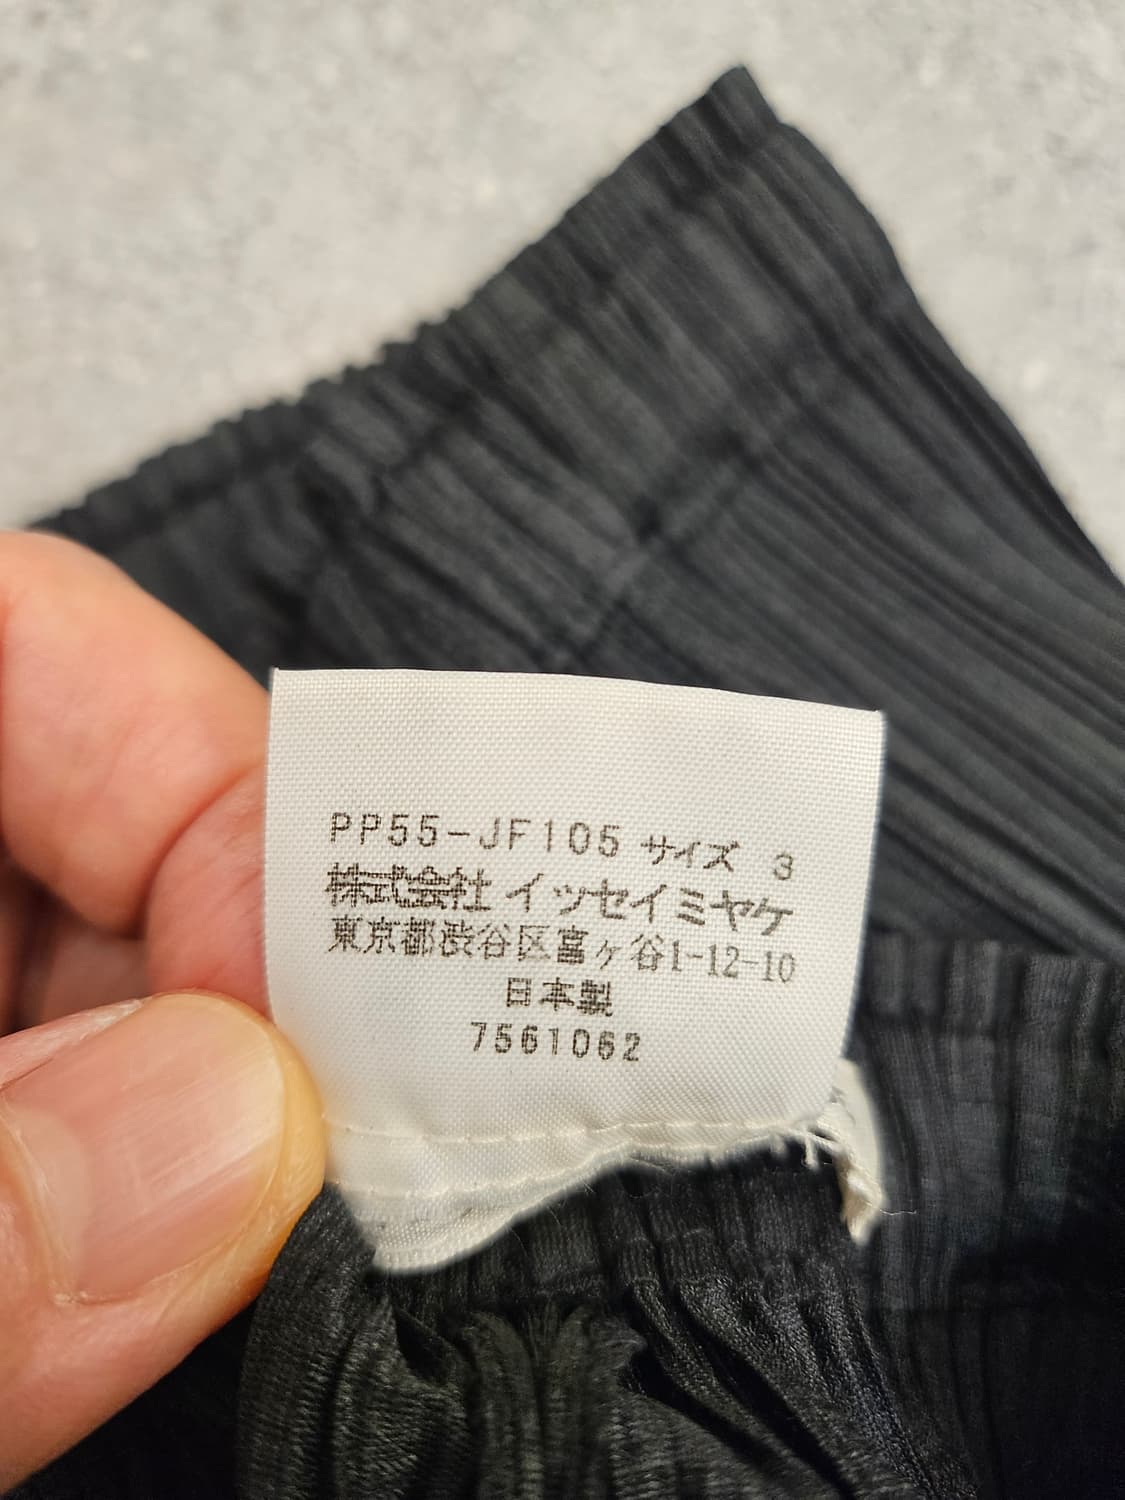 PP55-JF105 サイズ 3
株式会社 イッセイミヤケ
東京都渋谷区富ヶ谷1-12-10
日本製
7561062